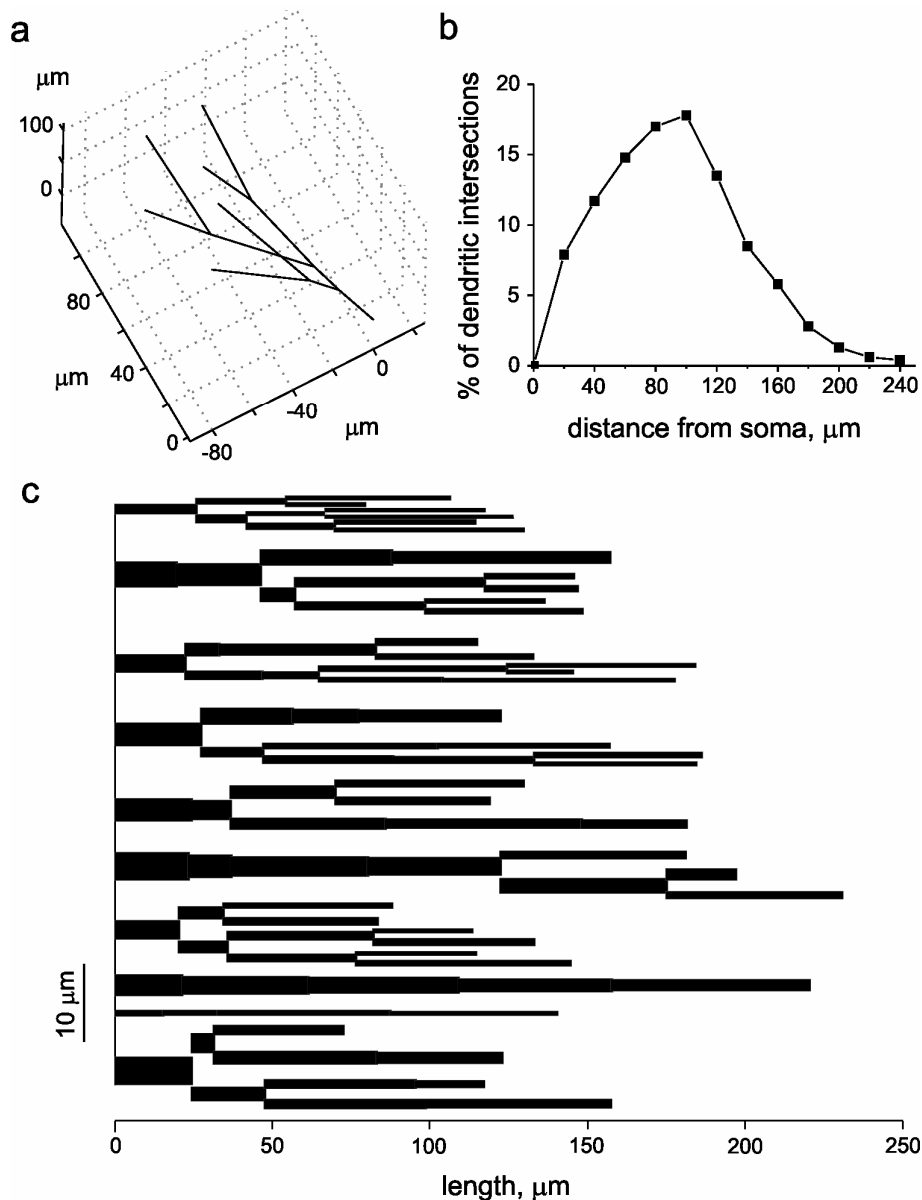 a
μm
100
0
80
μm
40
0
-80
-40
μm
0
b
% of dendritic intersections
20
15
10
5
0
0 40 80 120 160 200 240
distance from soma, μm
c
10 μm
0 50 100 150 200 250
length, μm